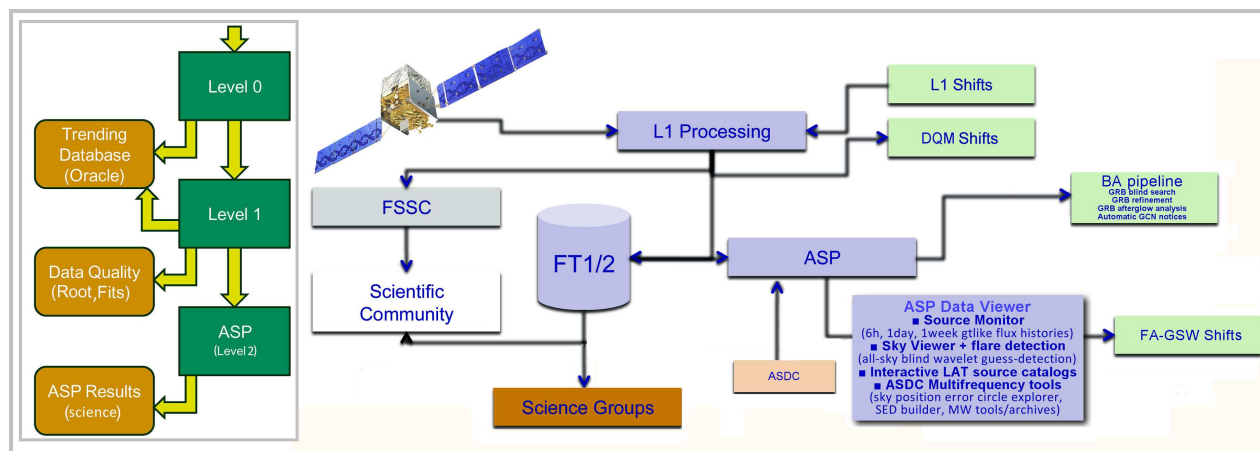 Level 0
Trending
Database
(Oracle)
Level 1
Data Quality
(Root,Fits)
ASP
(Level 2)
ASP Results
(science)
L1 Processing
L1 Shifts
DQM Shifts
FSSC
Scientific
Community
FT1/2
ASP
BA pipeline
GRB blind search
GRB refinement
GRB afterglow analysis
Automatic GCN notices
ASDC
Science Groups
ASP Data Viewer
■ Source Monitor
(6h, 1day, 1week gtlike flux histories)
■ Sky Viewer + flare detection
(all-sky blind wavelet guess-detection)
■ Interactive LAT source catalogs
■ ASDC Multifrequency tools
(sky position error circle explorer,
SED builder, MW tools/archives)
FA-GSW Shifts